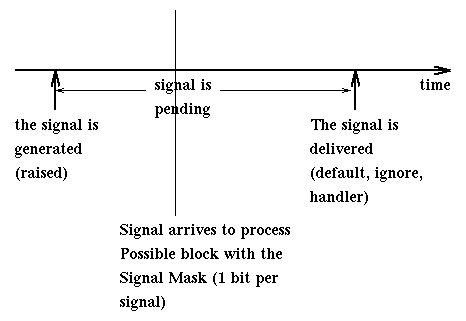 signal is
time
pending
the signal is
generated
(raised)
The signal is
delivered
(default, ignore,
handler)
Signal arrives to process
Possible block with the
Signal Mask (1 bit per
signal)